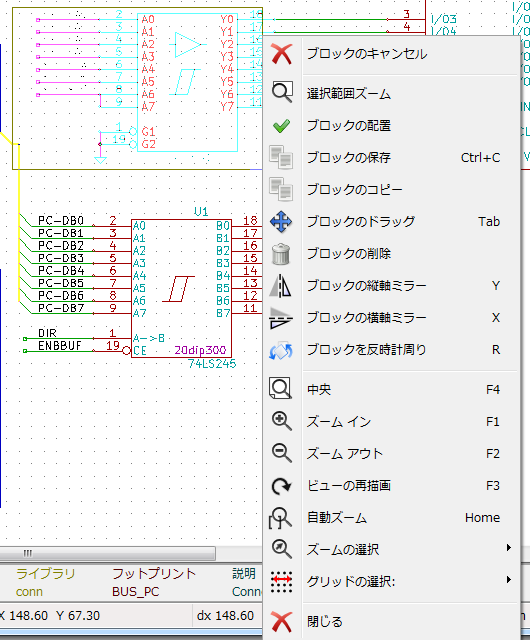 2 A0 Y0
A1 Y1
A2 Y2
A3 Y3
A4 Y4
5 A5 Y5
A6 Y6
9 A7 Y7
1 G1
19 G2
3 I/O3
4 I/O4
U1
PC-DB0 2 A0 B0 18
PC-DB1 3 A1 B1 17
PC-DB2 4 A2 B2 16
PC-DB3 5 A3 B3 15
PC-DB4 6 A4 B4 14
PC-DB5 7 A5 B5 13
PC-DB6 8 A6 B6 12
PC-DB7 9 A7 B7 11
DIR 1 A->B
ENBBUF 19 CE 20dip300
74LS245
ブロックのキャンセル
選択範囲ズーム
ブロックの配置
ブロックの保存 Ctrl+C
ブロックのコピー
ブロックのドラッグ Tab
ブロックの削除
ブロックの縦軸ミラー Y
ブロックの横軸ミラー X
ブロックを反時計周り R
中央 F4
ズーム イン F1
ズーム アウト F2
ビューの再描画 F3
自動ズーム Home
ズームの選択
グリッドの選択:
閉じる
ライブラリ フットプリント 説明
conn BUS_PC Conn
X 148.60 Y 67.30 dx 148.60